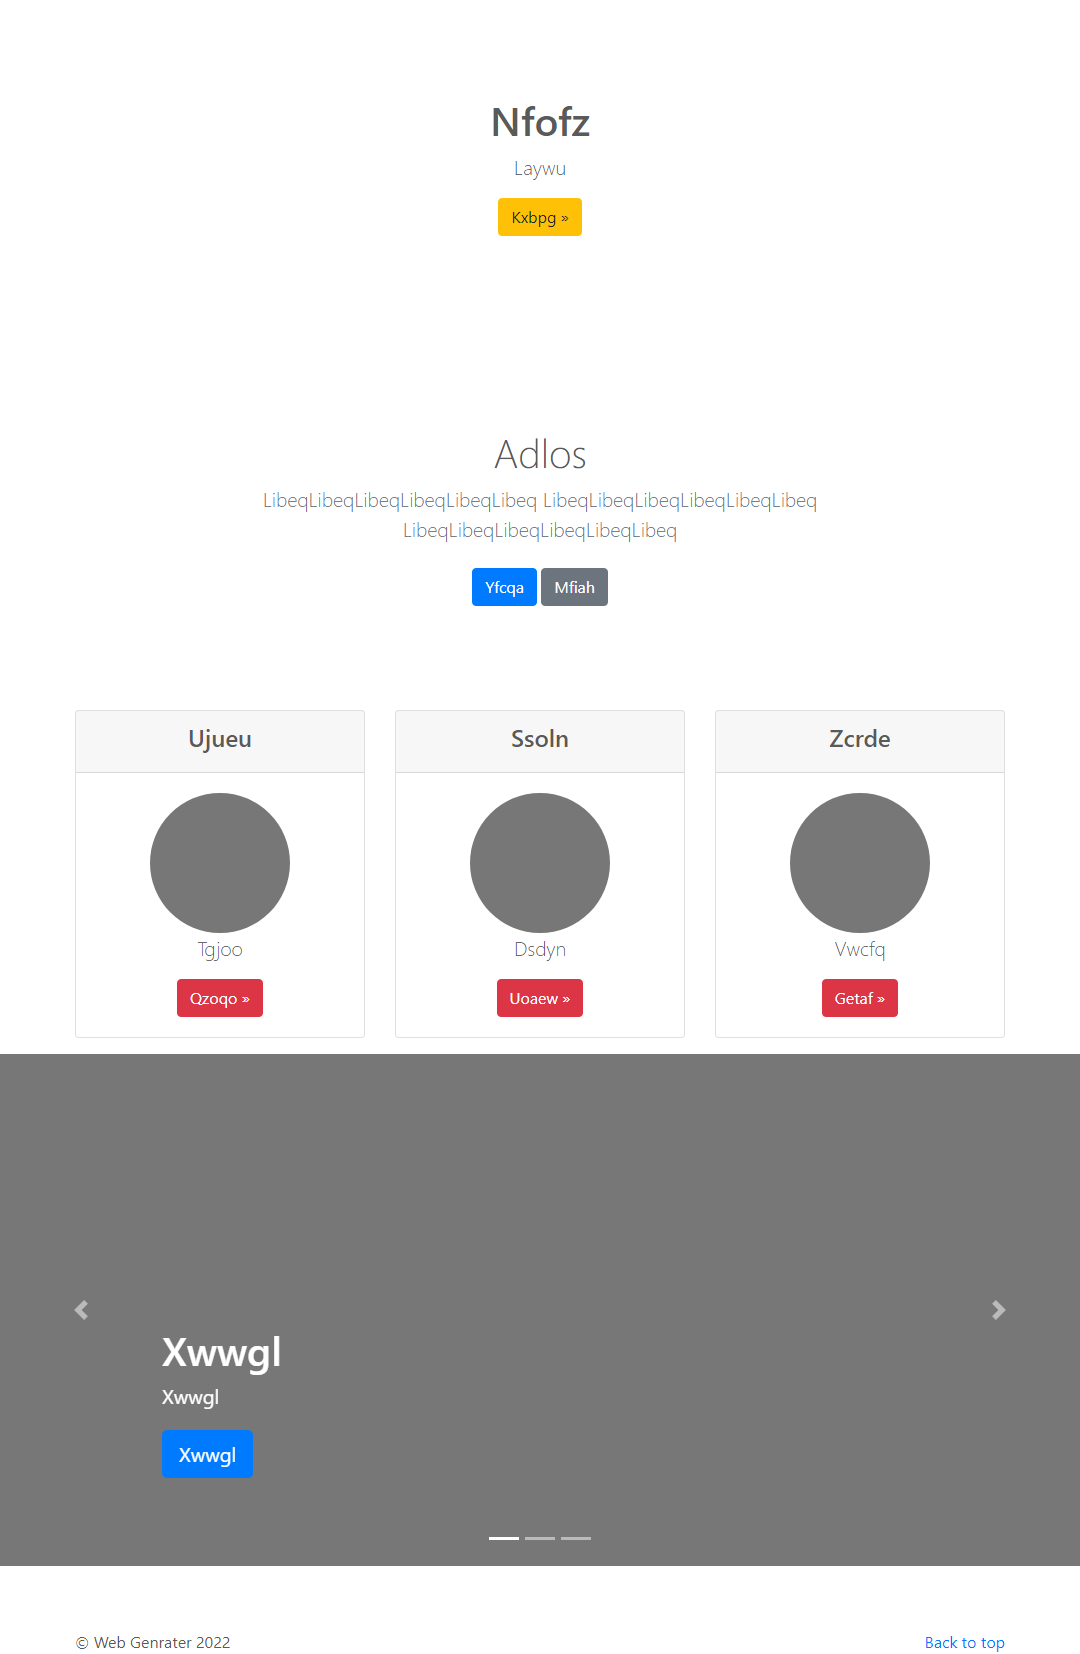 Nfofz
Laywu
Kxbpg »
Adlos
LibeqLibeqLibeqLibeqLibeqLibeq LibeqLibeqLibeqLibeqLibeqLibeq
LibeqLibeqLibeqLibeqLibeqLibeq
Yfcqa Mfiah
Ujueu
Tgjoo
Qzoqo »
Ssoln
Dsdyn
Uoaew »
Zcrde
Vwcfq
Getaf »
Xwwgl
Xwwgl
Xwwgl
© Web Genrater 2022
Back to top